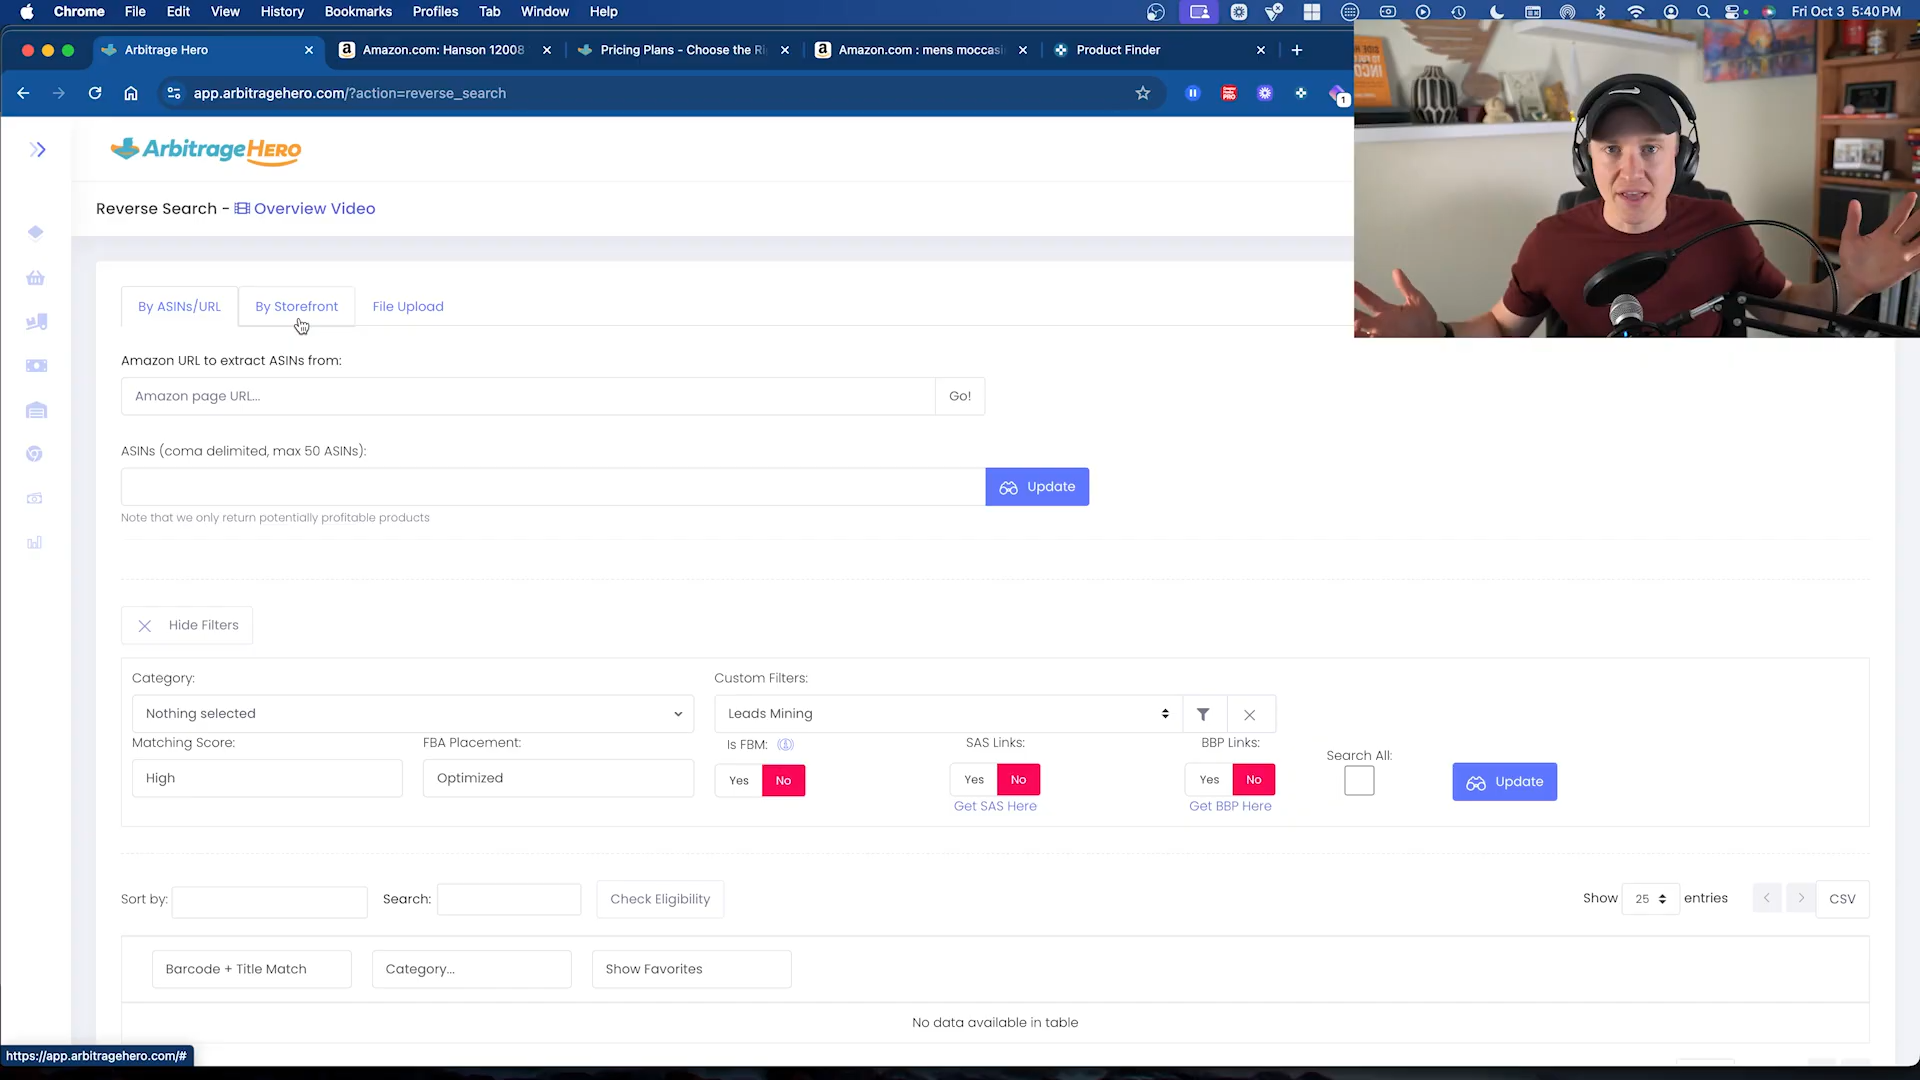 Chrome File Edit View History Bookmarks Profiles Tab Window Help
Fri Oct 3 5:40 PM
Arbitrage Hero
Amazon.com: Hanson 12008
Pricing Plans - Choose the Ri
Amazon.com : mens moccasi
Product Finder
app.arbitragehero.com/?action=reverse_search
1
ArbitrageHero
Reverse Search - Overview Video
By ASINs/URL
By Storefront
File Upload
Amazon URL to extract ASINs from:
Amazon page URL...
Go!
ASINs (coma delimited, max 50 ASINs):
Update
Note that we only return potentially profitable products
Hide Filters
Category:
Custom Filters:
Nothing selected
Leads Mining
Matching Score:
FBA Placement:
Is FBM:
SAS Links:
BBP Links:
Search All:
High
Optimized
Yes No
Yes No
Yes No
Update
Get SAS Here
Get BBP Here
Sort by:
Search:
Check Eligibility
Show 25 entries
CSV
Barcode + Title Match
Category...
Show Favorites
No data available in table
https://app.arbitragehero.com/#